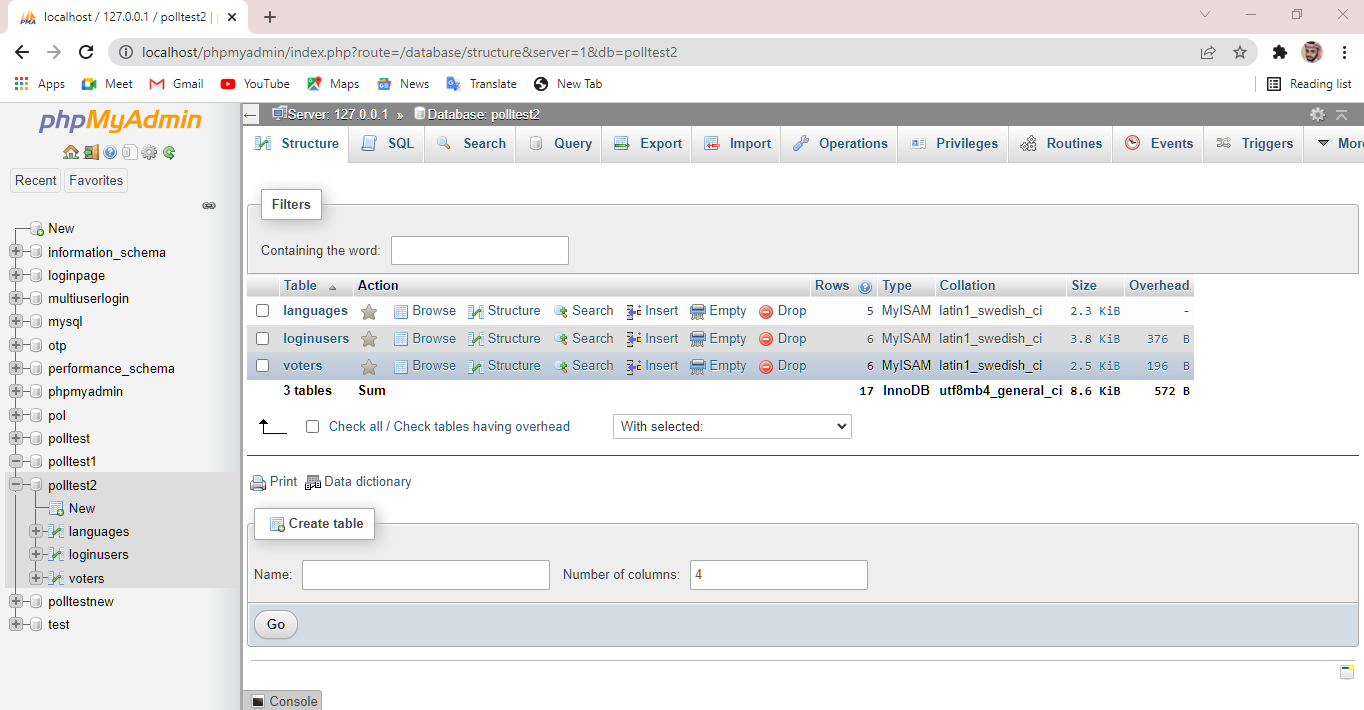 localhost / 127.0.0.1 / polltest2 |
localhost/phpmyadmin/index.php?route=/database/structure&server=1&db=polltest2
Apps Meet Gmail YouTube Maps News Translate New Tab Reading list
phpMyAdmin
Recent Favorites
New
information_schema
loginpage
multiuserlogin
mysql
otp
performance_schema
phpmyadmin
pol
polltest
polltest1
polltest2
New
languages
loginusers
voters
polltestnew
test
Server: 127.0.0.1 » Database: polltest2
Structure SQL Search Query Export Import Operations Privileges Routines Events Triggers More
Filters
Containing the word:
Table Action Rows Type Collation Size Overhead
languages Browse Structure Search Insert Empty Drop 5 MyISAM latin1_swedish_ci 2.3 KiB -
loginusers Browse Structure Search Insert Empty Drop 6 MyISAM latin1_swedish_ci 3.8 KiB 376 B
voters Browse Structure Search Insert Empty Drop 6 MyISAM latin1_swedish_ci 2.5 KiB 196 B
3 tables Sum 17 InnoDB utf8mb4_general_ci 8.6 KiB 572 B
Check all / Check tables having overhead With selected:
Print Data dictionary
Create table
Name: Number of columns: 4
Go
Console